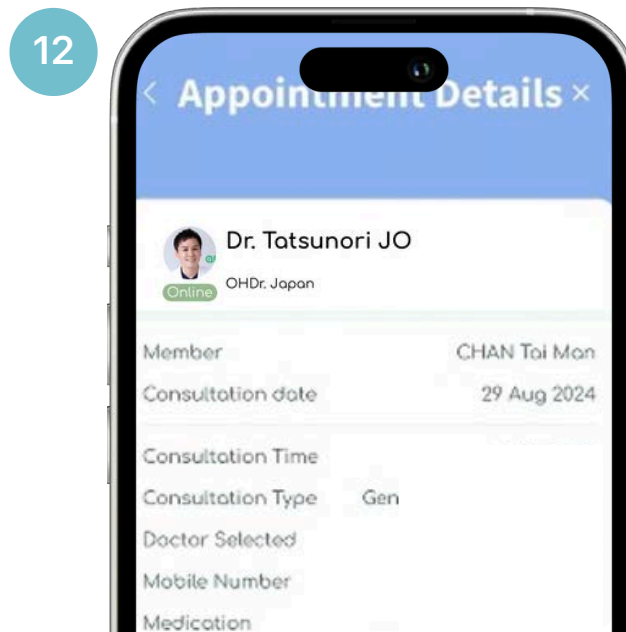 12
< Appointment Details ×
Dr. Tatsunori JO
Online
OHDr. Japan
Member CHAN Tai Man
Consultation date 29 Aug 2024
Consultation Time
Consultation Type Gen
Doctor Selected
Mobile Number
Medication